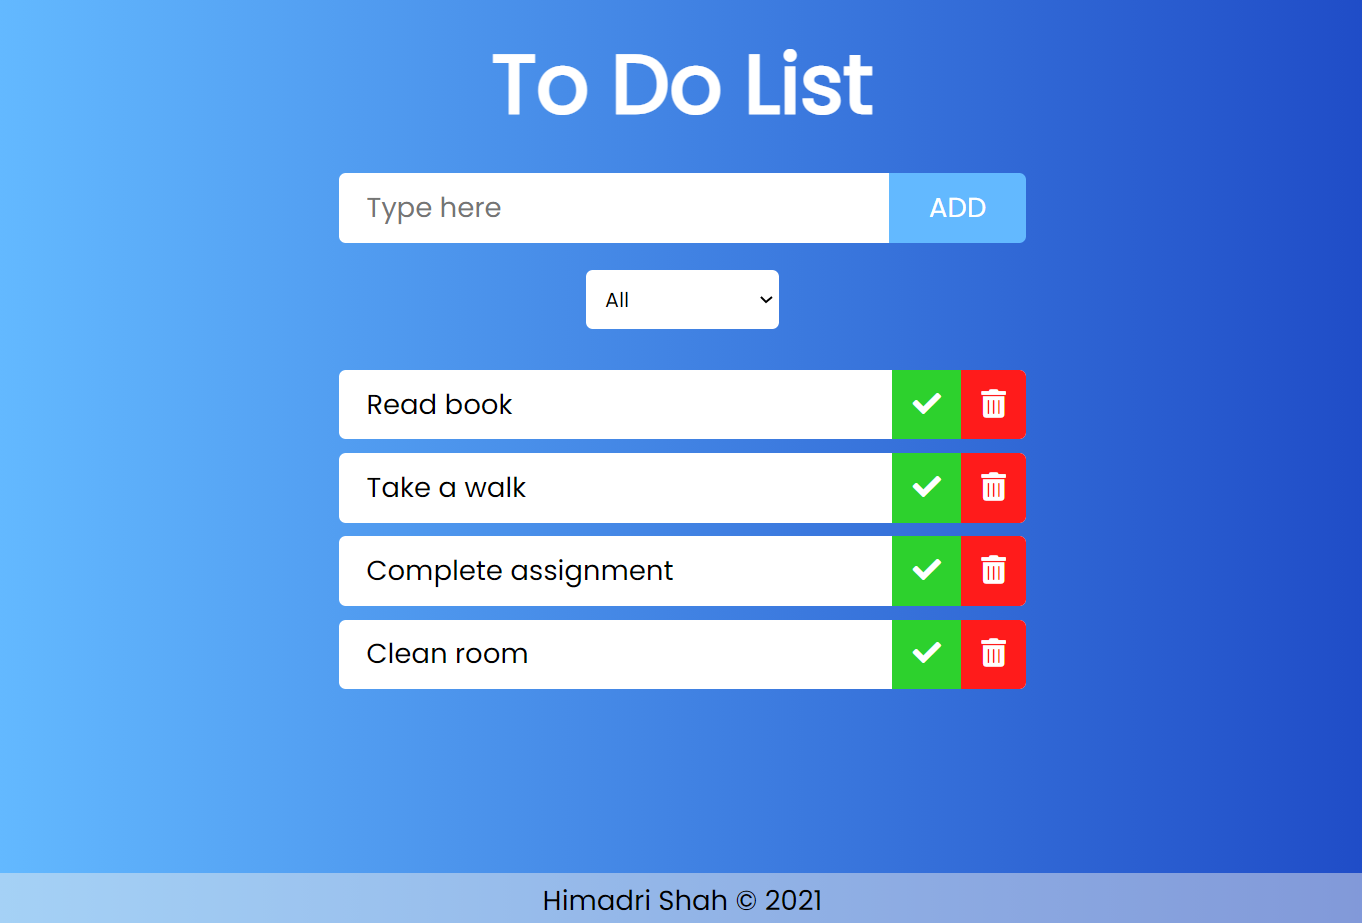 To Do List
Type here
ADD
All
Read book
Take a walk
Complete assignment
Clean room
Himadri Shah © 2021